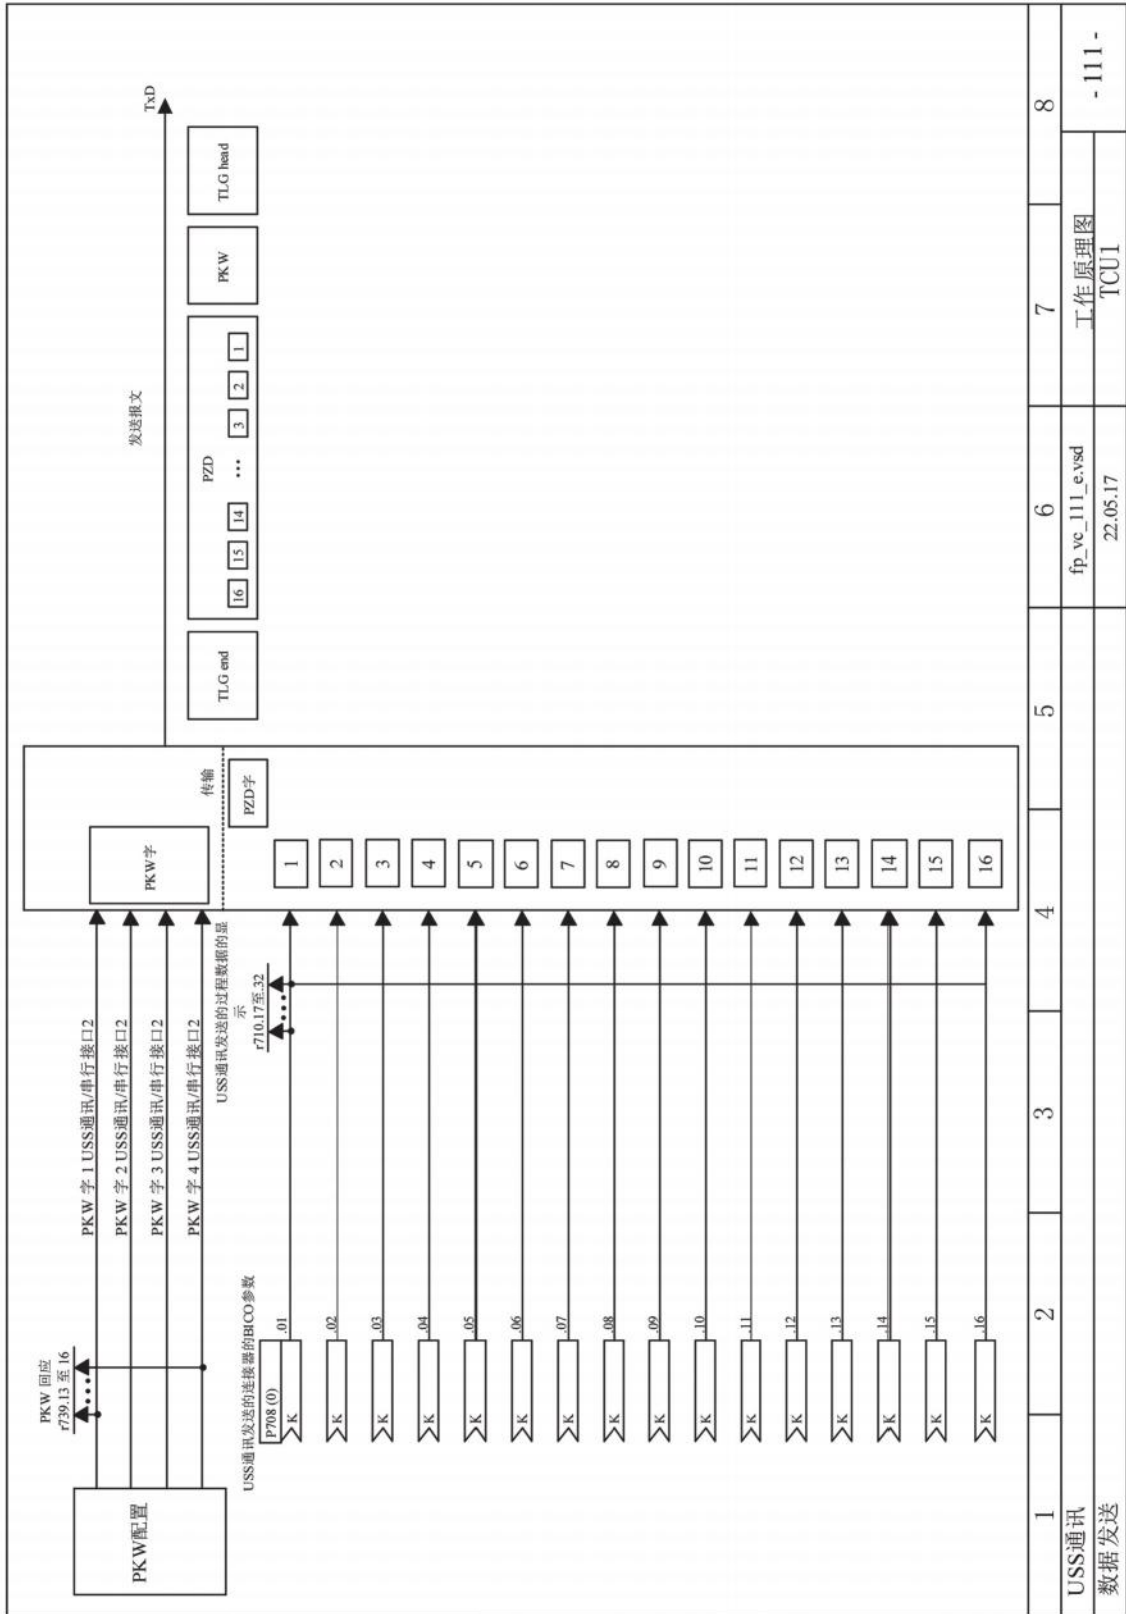 PKW配置
PKW 回应
r739.13 至 16
PKW 字 1 USS通讯/串行接口2
PKW 字 2 USS通讯/串行接口2
PKW 字 3 USS通讯/串行接口2
PKW 字 4 USS通讯/串行接口2
PKW字
传输
PZD字
发送报文
TxD
TLG end
PZD
16
15
14
•••
3
2
1
PKW
TLG head
USS通讯发送的连接器的BICO参数
P708 (0)
USS通讯发送的过程数据的显
示
r710.17至.32
K .01 1
K .02 2
K .03 3
K .04 4
K .05 5
K .06 6
K .07 7
K .08 8
K .09 9
K .10 10
K .11 11
K .12 12
K .13 13
K .14 14
K .15 15
K .16 16
1 2 3 4 5 6 7 8
USS通讯
fp_vc_111_e.vsd
工作原理图
- 111 -
数据发送
22.05.17
TCU1